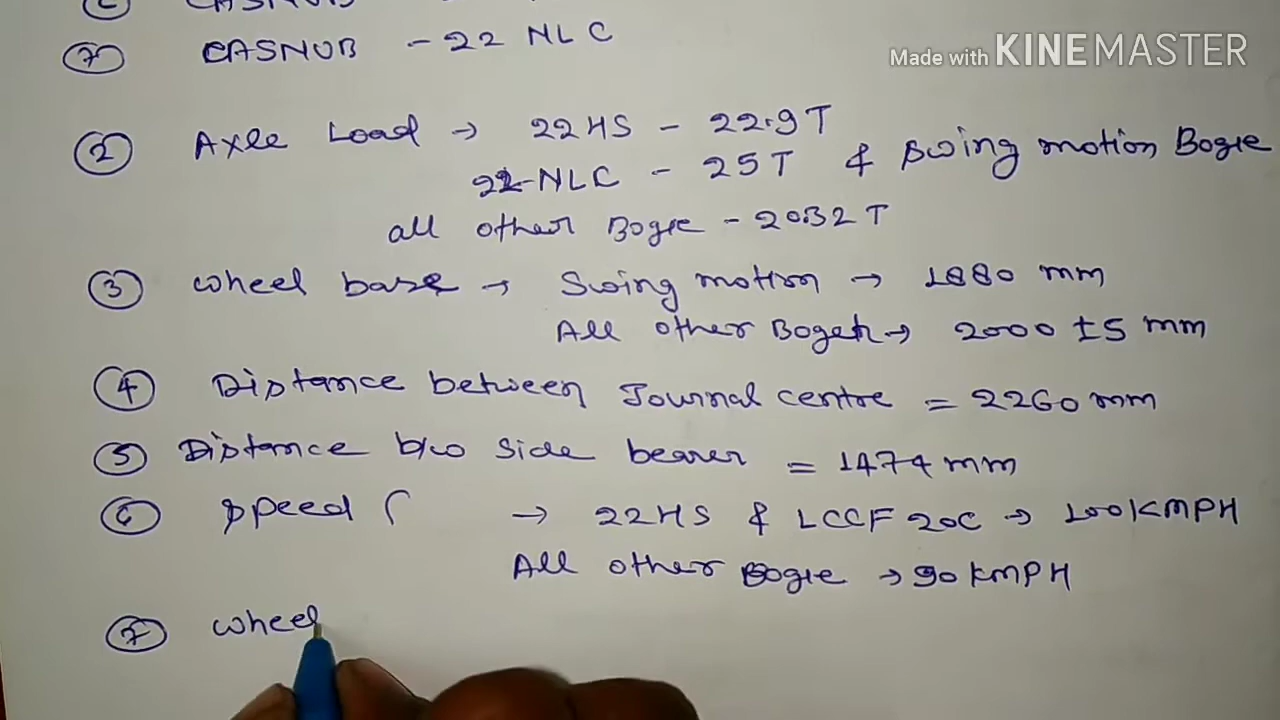 Made with KINEMASTER
7 CASNUB - 22 NLC
2 Axle Load → 22HS - 22.9T
22-NLC - 25T & Swing motion Bogie
all other Bogie - 20.32 T
3 wheel base → Swing motion → 1880 mm
All other Bogeh → 2000 ±5 mm
4 Distance between Journal centre = 2260 mm
5 Distance b/w Side bearer = 1474 mm
6 Speed ( → 22HS & LCCF 20C → 100KMPH
All other Bogie → 90 KMPH
7 wheel